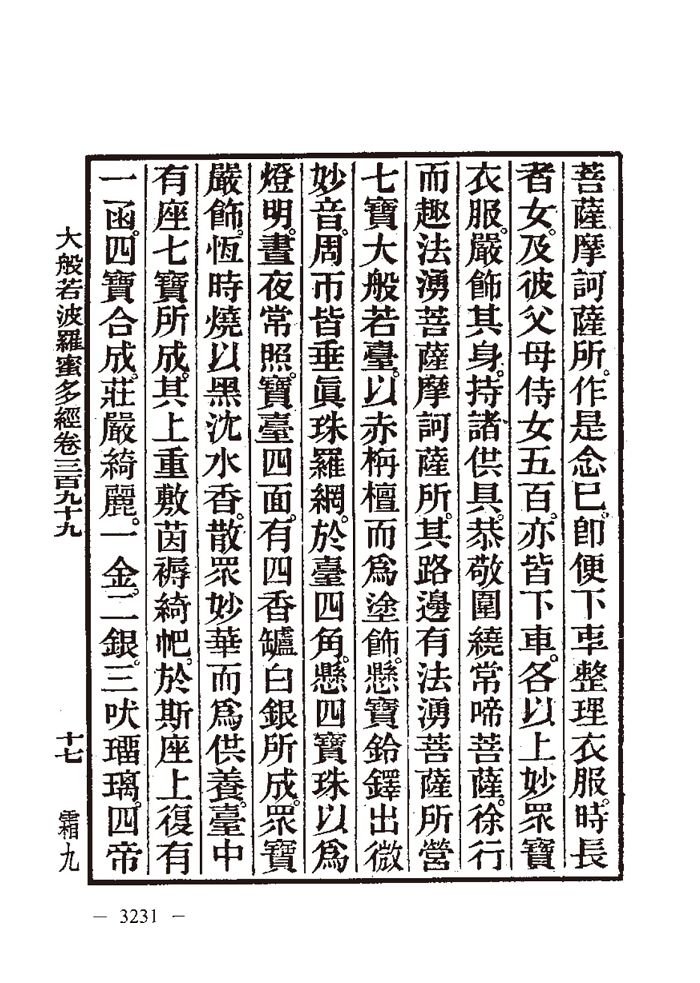 菩薩摩訶薩所。作是念已。卽便下車整理衣服。時長
者女。及彼父母侍女五百。亦皆下車。各以上妙眾寶
衣服。嚴飾其身。持諸供具。恭敬圍繞常啼菩薩。徐行
而趣法湧菩薩摩訶薩所。其路邊有法湧菩薩所營
七寶大般若臺。以赤栴檀而爲塗飾。懸寶鈴鐸出微
妙音。周帀皆垂眞珠羅網。於臺四角。懸四寶珠以爲
燈明。晝夜常照。寶臺四面。有四香罏白銀所成。眾寶
嚴飾。恆時燒以黑沈水香。散眾妙華而爲供養。臺中
有座七寶所成。其上重敷茵褥綺帊。於斯座上復有
一函。四寶合成。莊嚴綺麗。一金。二銀。三吠瑠璃。四帝
大般若波羅蜜多經卷三百九十九 十七 霜九
— 3231 —